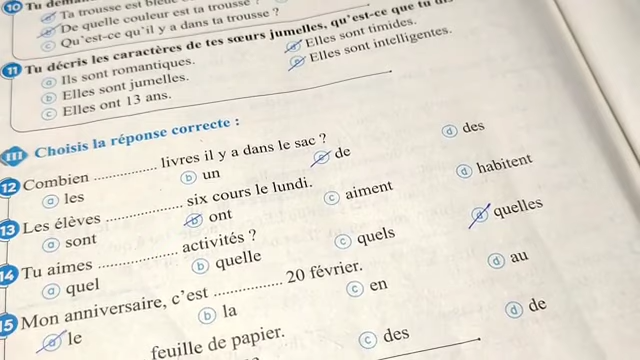 10 Tu
a Ta trousse est bleue
b De quelle couleur est ta trousse ?
c Qu'est-ce qu'il y a dans ta trousse ?
11 Tu décris les caractères de tes sœurs jumelles, qu'est-ce que tu
a Ils sont romantiques.
d Elles sont timides.
b Elles sont jumelles.
e Elles sont intelligentes.
c Elles ont 13 ans.
III Choisis la réponse correcte :
12 Combien .............. livres il y a dans le sac ?
a les b un c de d des
13 Les élèves .............. six cours le lundi.
a sont b ont c aiment d habitent
14 Tu aimes .............. activités ?
a quel b quelle c quels d quelles
15 Mon anniversaire, c'est .............. 20 février.
a le b la c en d au
feuille de papier.
c des d de